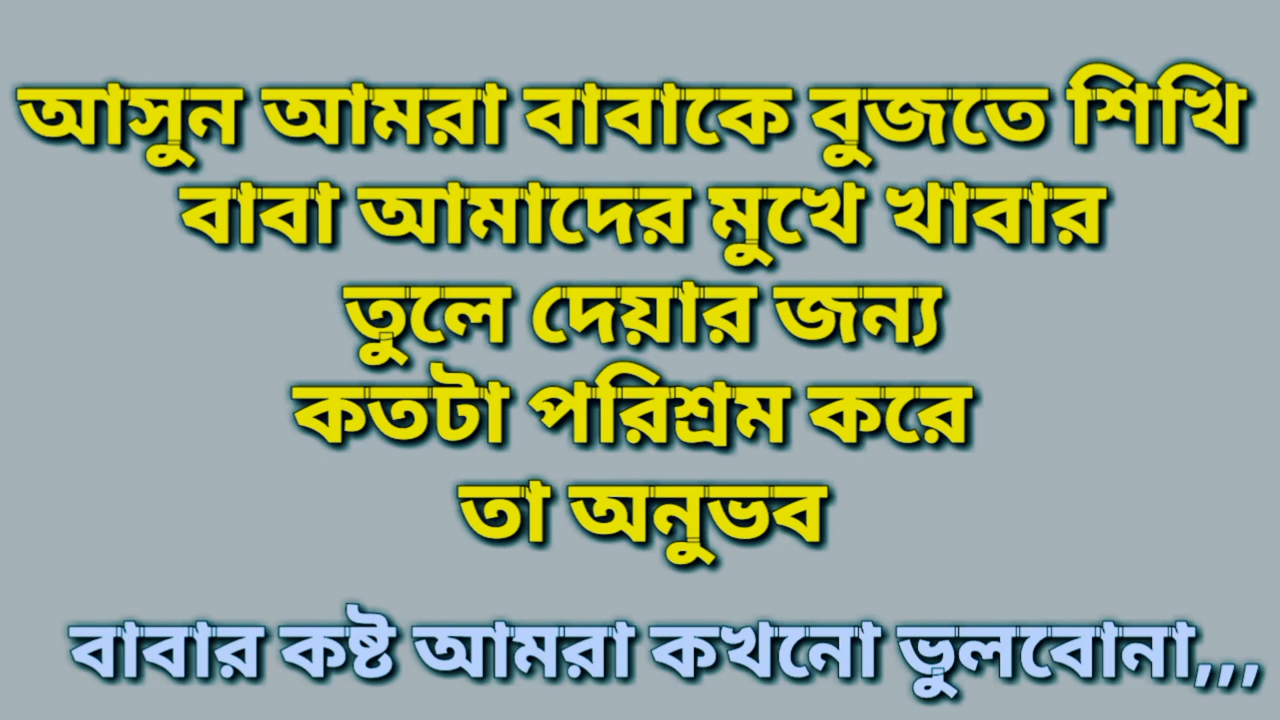 আসুন আমরা বাবাকে বুজতে শিখি
বাবা আমাদের মুখে খাবার
তুলে দেয়ার জন্য
কতটা পরিশ্রম করে
তা অনুভব
বাবার কষ্ট আমরা কখনো ভুলবোনা,,,